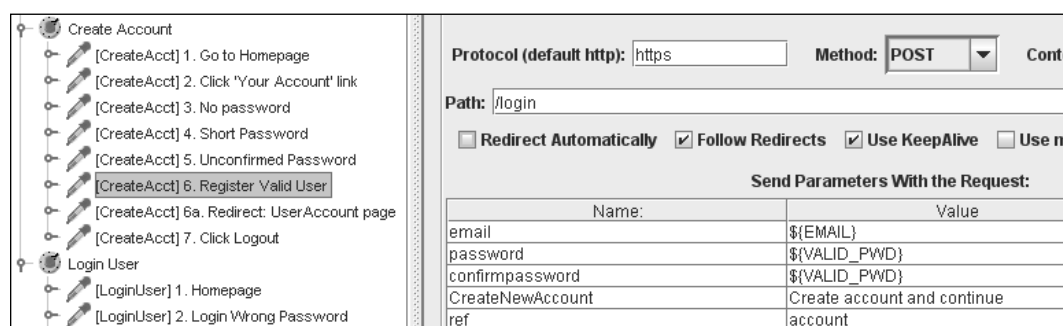 Create Account
[CreateAcct] 1. Go to Homepage
[CreateAcct] 2. Click 'Your Account' link
[CreateAcct] 3. No password
[CreateAcct] 4. Short Password
[CreateAcct] 5. Unconfirmed Password
[CreateAcct] 6. Register Valid User
[CreateAcct] 6a. Redirect: UserAccount page
[CreateAcct] 7. Click Logout
Login User
[LoginUser] 1. Homepage
[LoginUser] 2. Login Wrong Password
Protocol (default http): https Method: POST
Path: /login
Redirect Automatically Follow Redirects Use KeepAlive Use
Send Parameters With the Request:
Name: Value
email ${EMAIL}
password ${VALID_PWD}
confirmpassword ${VALID_PWD}
CreateNewAccount Create account and continue
ref account